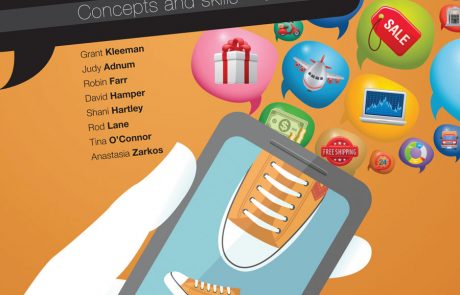 Concepts and skills
Grant Kleeman
Judy Adnum
Robin Farr
David Hamper
Shani Hartley
Rod Lane
Tina O'Connor
Anastasia Zarkos
SALE
FREE SHIPPING
24